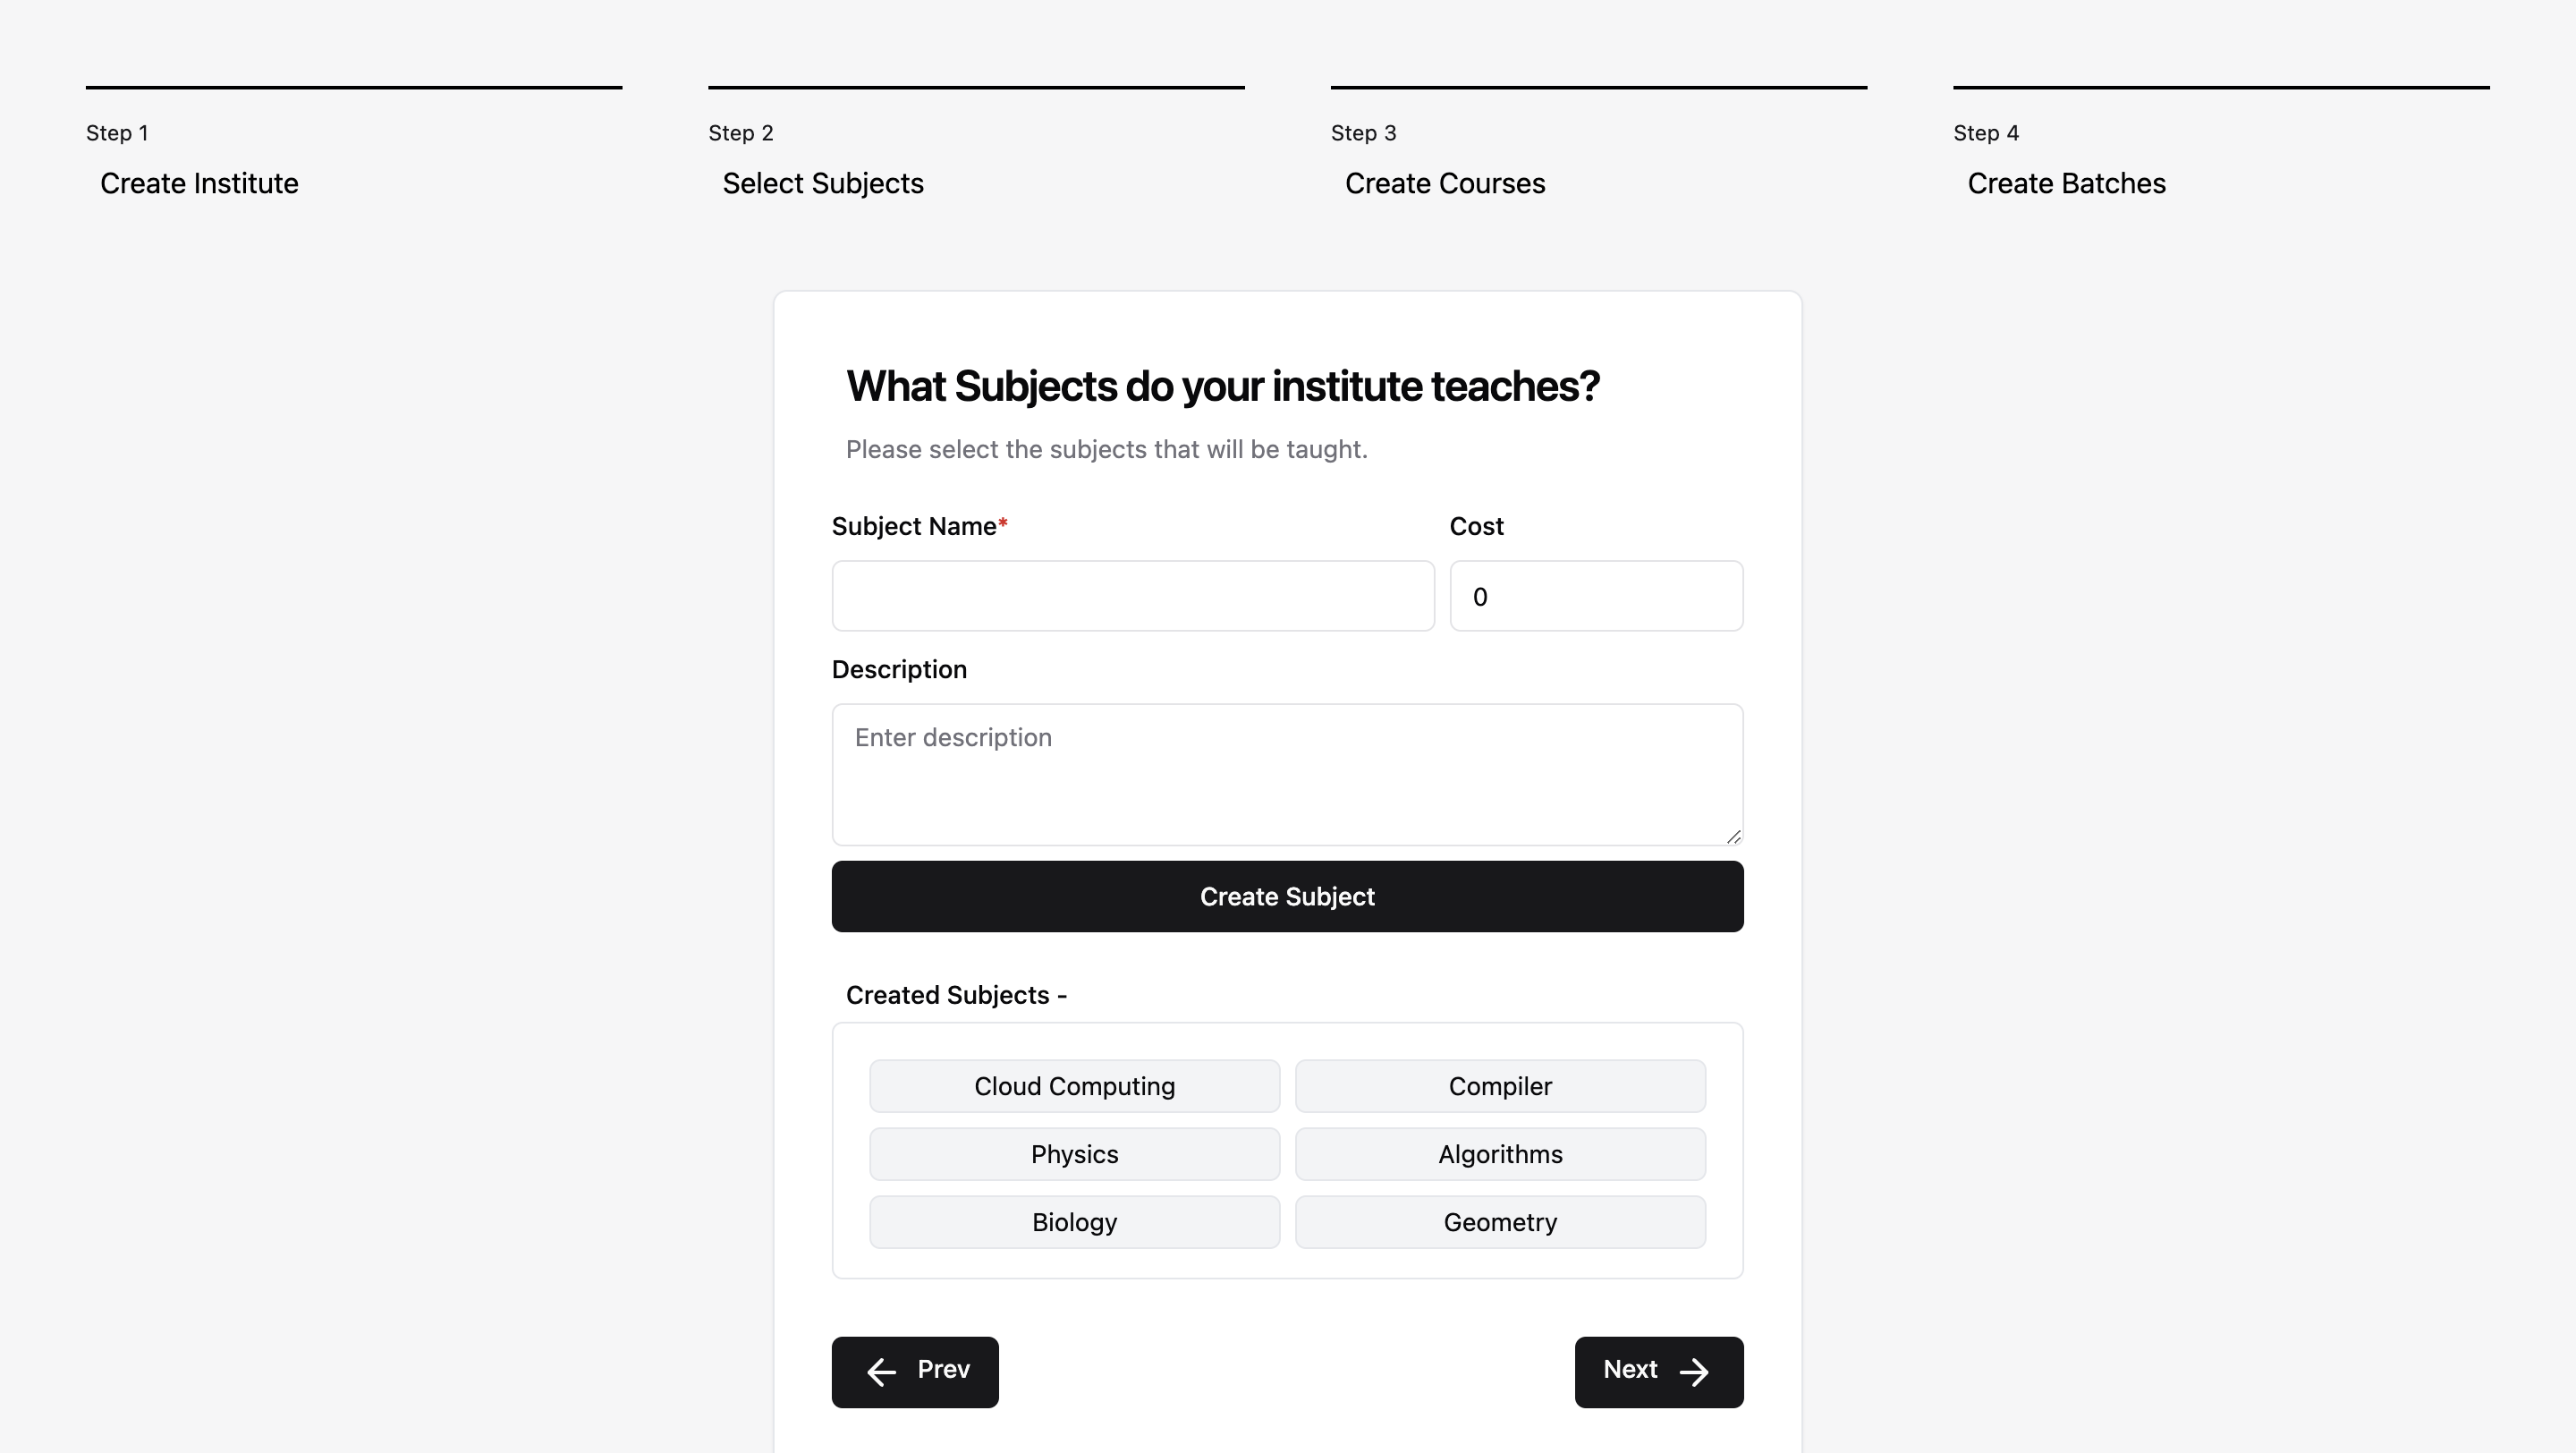 Step 1
Step 2
Step 3
Step 4
Create Institute
Select Subjects
Create Courses
Create Batches
What Subjects do your institute teaches?
Please select the subjects that will be taught.
Subject Name*
Cost
0
Description
Enter description
Create Subject
Created Subjects -
Cloud Computing
Compiler
Physics
Algorithms
Biology
Geometry
Prev
Next